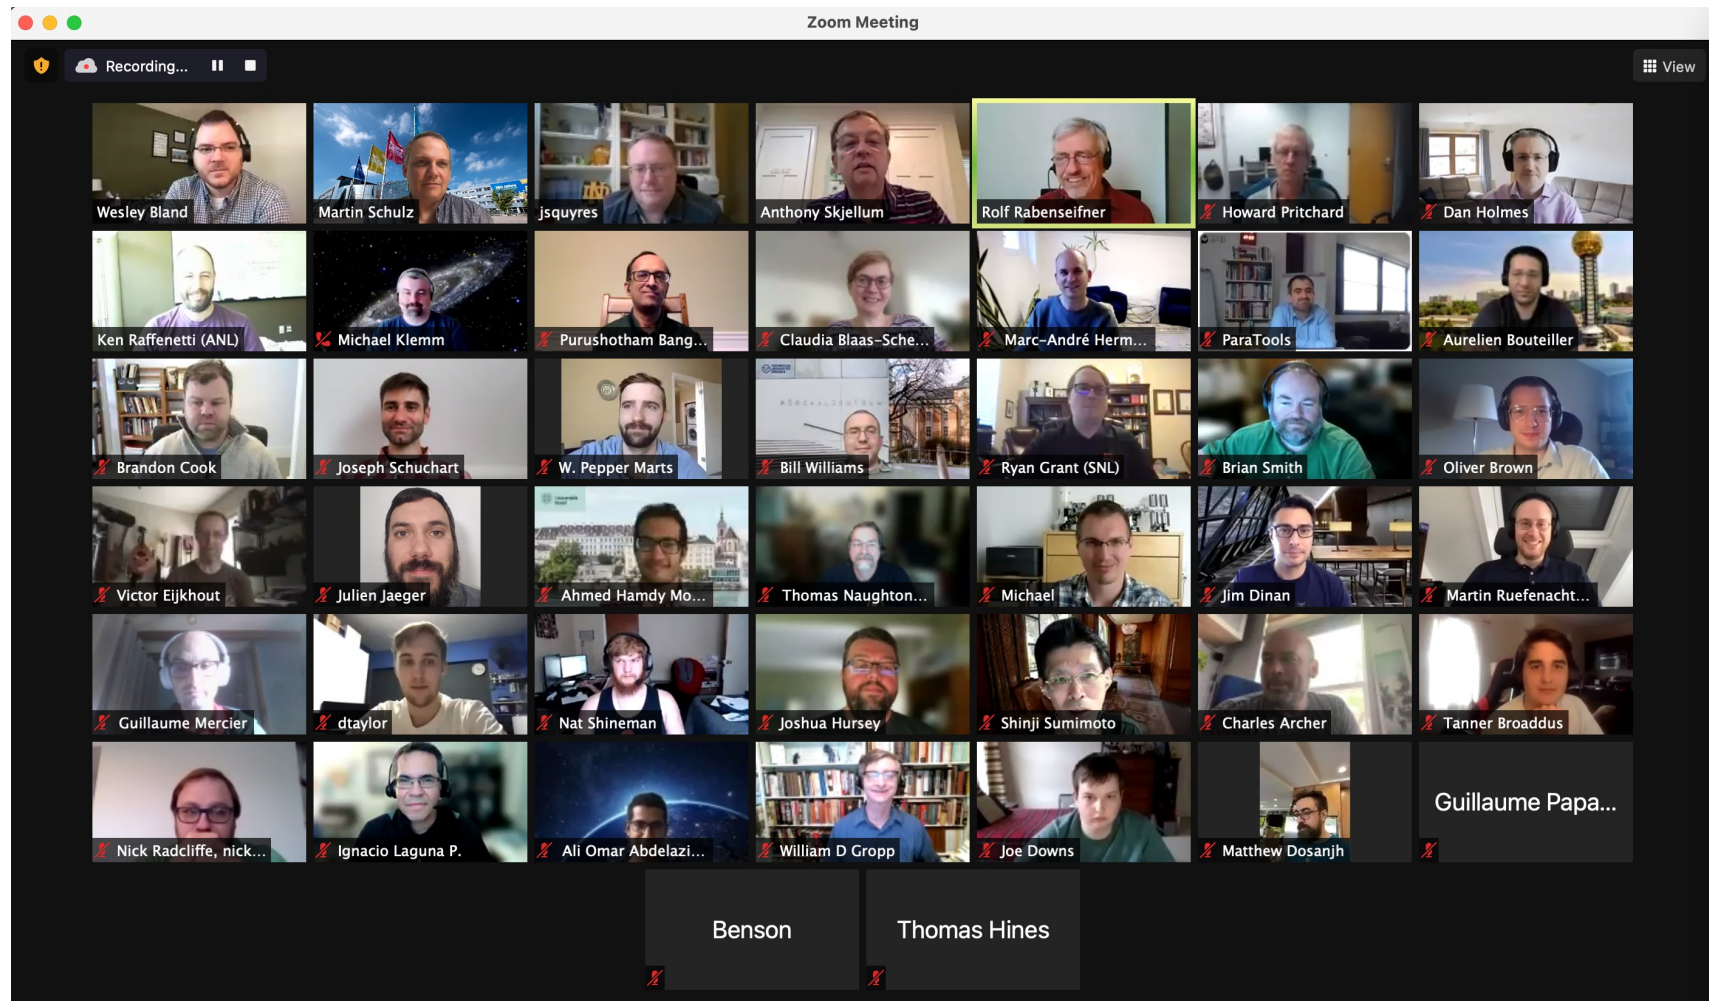 Zoom Meeting
Recording...
View
Wesley Bland
Martin Schulz
jsquyres
Anthony Skjellum
Rolf Rabenseifner
Howard Pritchard
Dan Holmes
Ken Raffenetti (ANL)
Michael Klemm
Purushotham Bang...
Claudia Blaas-Sche...
Marc-André Herm...
ParaTools
Aurelien Bouteiller
Brandon Cook
Joseph Schuchart
W. Pepper Marts
Bill Williams
Ryan Grant (SNL)
Brian Smith
Oliver Brown
Victor Eijkhout
Julien Jaeger
Ahmed Hamdy Mo...
Thomas Naughton...
Michael
Jim Dinan
Martin Ruefenacht...
Guillaume Mercier
dtaylor
Nat Shineman
Joshua Hursey
Shinji Sumimoto
Charles Archer
Tanner Broaddus
Nick Radcliffe, nick...
Ignacio Laguna P.
Ali Omar Abdelazi...
William D Gropp
Joe Downs
Matthew Dosanjh
Guillaume Papa...
Benson
Thomas Hines